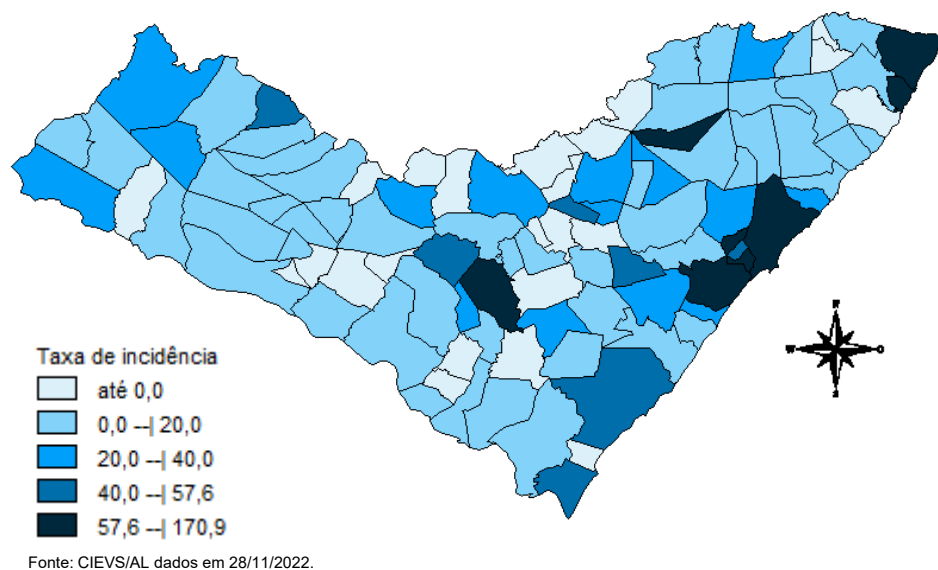 Taxa de incidência
até 0,0
0,0 --| 20,0
20,0 --| 40,0
40,0 --| 57,6
57,6 --| 170,9
Fonte: CIEVS/AL dados em 28/11/2022.